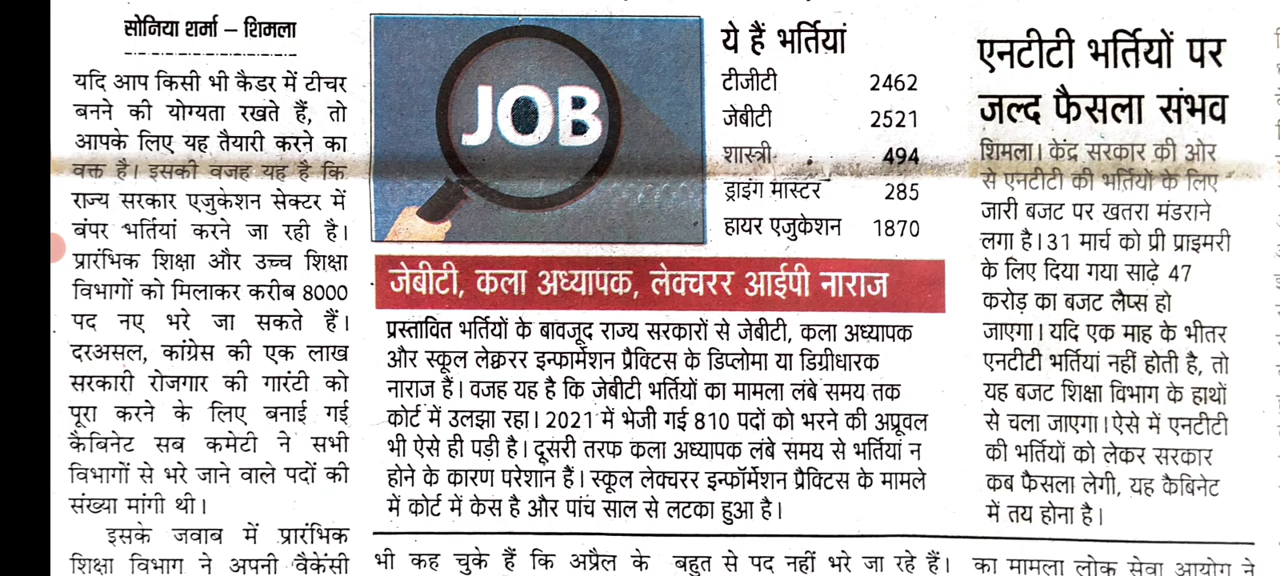 सोनिया शर्मा – शिमला
यदि आप किसी भी कैडर में टीचर
बनने की योग्यता रखते हैं, तो
आपके लिए यह तैयारी करने का
वक्त है। इसकी वजह यह है कि
राज्य सरकार एजुकेशन सेक्टर में
बंपर भर्तियां करने जा रही है।
प्रारंभिक शिक्षा और उच्च शिक्षा
विभागों को मिलाकर करीब 8000
पद नए भरे जा सकते हैं।
दरअसल, कांग्रेस की एक लाख
सरकारी रोजगार की गारंटी को
पूरा करने के लिए बनाई गई
कैबिनेट सब कमेटी ने सभी
विभागों से भरे जाने वाले पदों की
संख्या मांगी थी।
इसके जवाब में प्रारंभिक
शिक्षा विभाग ने अपनी वैकेंसी
JOB
ये हैं भर्तियां
टीजीटी 2462
जेबीटी 2521
शास्त्री 494
ड्राइंग मास्टर 285
हायर एजुकेशन 1870
जेबीटी, कला अध्यापक, लेक्चरर आईपी नाराज
प्रस्तावित भर्तियों के बावजूद राज्य सरकारों से जेबीटी, कला अध्यापक
और स्कूल लेक्रर इन्फार्मेशन प्रैक्टिस के डिप्लोमा या डिग्रीधारक
नाराज हैं। वजह यह है कि जेबीटी भर्तियों का मामला लंबे समय तक
कोर्ट में उलझा रहा। 2021 में भेजी गई 810 पदों को भरने की अप्रूवल
भी ऐसे ही पड़ी है। दूसरी तरफ कला अध्यापक लंबे समय से भर्तियां न
होने के कारण परेशान हैं। स्कूल लेक्चरर इन्फॉर्मेशन प्रैक्टिस के मामले
में कोर्ट में केस है और पांच साल से लटका हुआ है।
भी कह चुके हैं कि अप्रैल के
बहुत से पद नहीं भरे जा रहे हैं।
एनटीटी भर्तियों पर
जल्द फैसला संभव
शिमला। केंद्र सरकार की ओर
से एनटीटी की भर्तियों के लिए
जारी बजट पर खतरा मंडराने
लगा है।31 मार्च को प्री प्राइमरी
के लिए दिया गया साढ़े 47
करोड़ का बजट लैप्स हो
जाएगा। यदि एक माह के भीतर
एनटीटी भर्तियां नहीं होती है, तो
यह बजट शिक्षा विभाग के हाथों
से चला जाएगा। ऐसे में एनटीटी
की भर्तियों को लेकर सरकार
कब फैसला लेगी, यह कैबिनेट
में तय होना है।
का मामला लोक सेवा आयोग ने